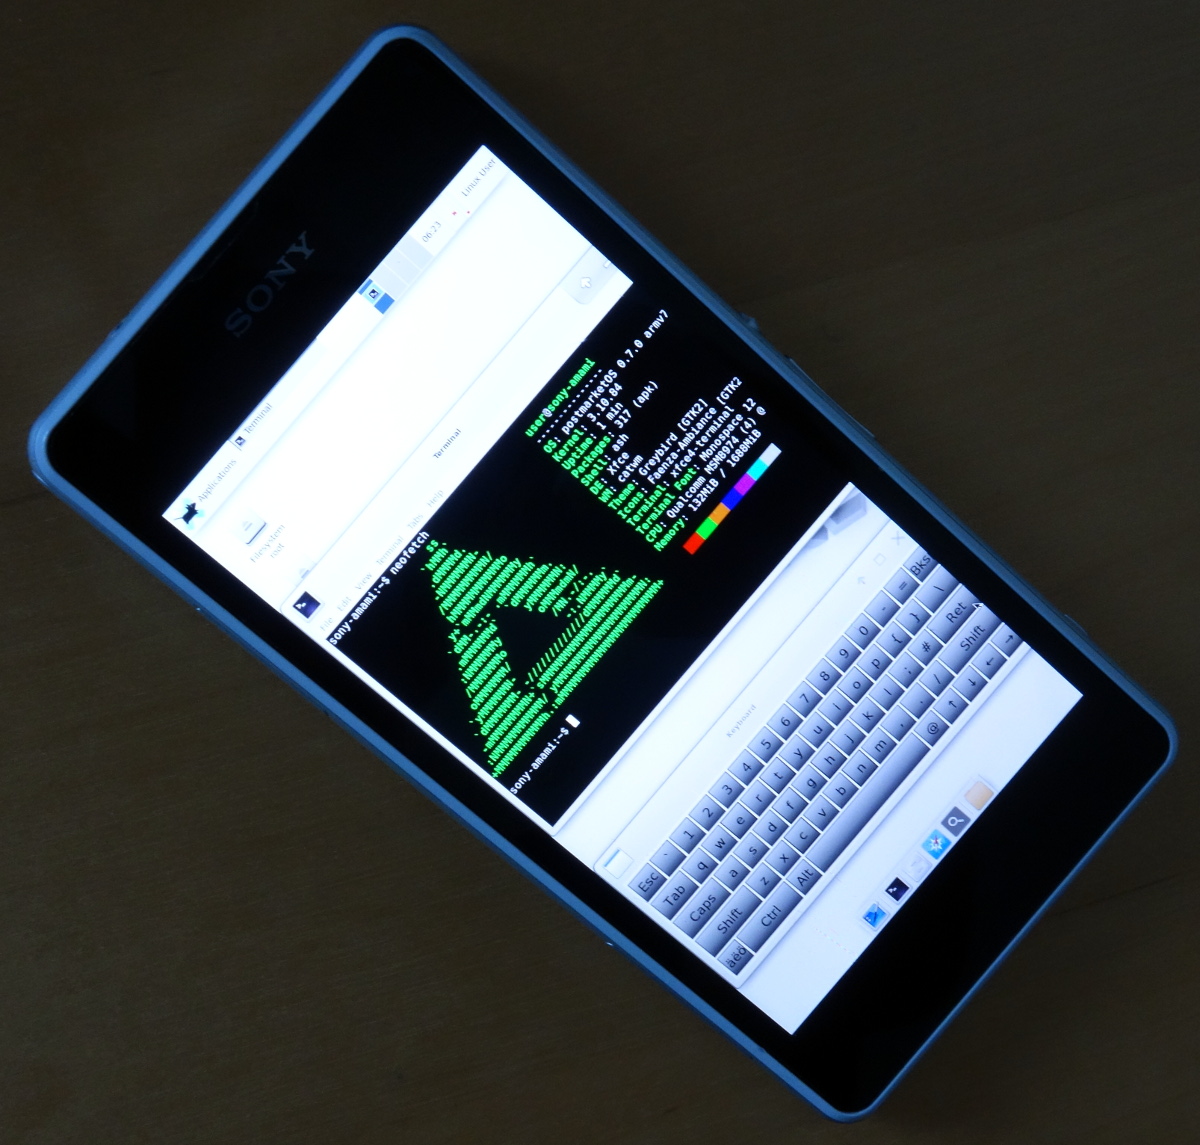 SONY
Applications
Terminal
06:23
Linux User
Filesystem
root
Terminal
File Edit View Terminal Tabs Help
sony-amami:~$ neofetch
user@sony-amami
---------------
OS: postmarketOS 0.7.0 armv7
Kernel: 3.10.84
Uptime: 1 min
Packages: 317 (apk)
Shell: ash
DE: Xfce
WM: catwm
Theme: Greybird [GTK2]
Icons: Faenza-Ambiance [GTK2
Terminal: xfce4-terminal
Terminal Font: Monospace 12
CPU: Qualcomm MSM8974 (4) @
Memory: 132MiB / 1688MiB
sony-amami:~$
Keyboard
Esc ` 1 2 3 4 5 6 7 8 9 0 - = Bks
Tab q w e r t y u i o p { } \
Caps a s d f g h j k l ; # Ret
Shift z x c v b n m , . / Shift
äëö Ctrl Alt @ ↑ ↓ ← →